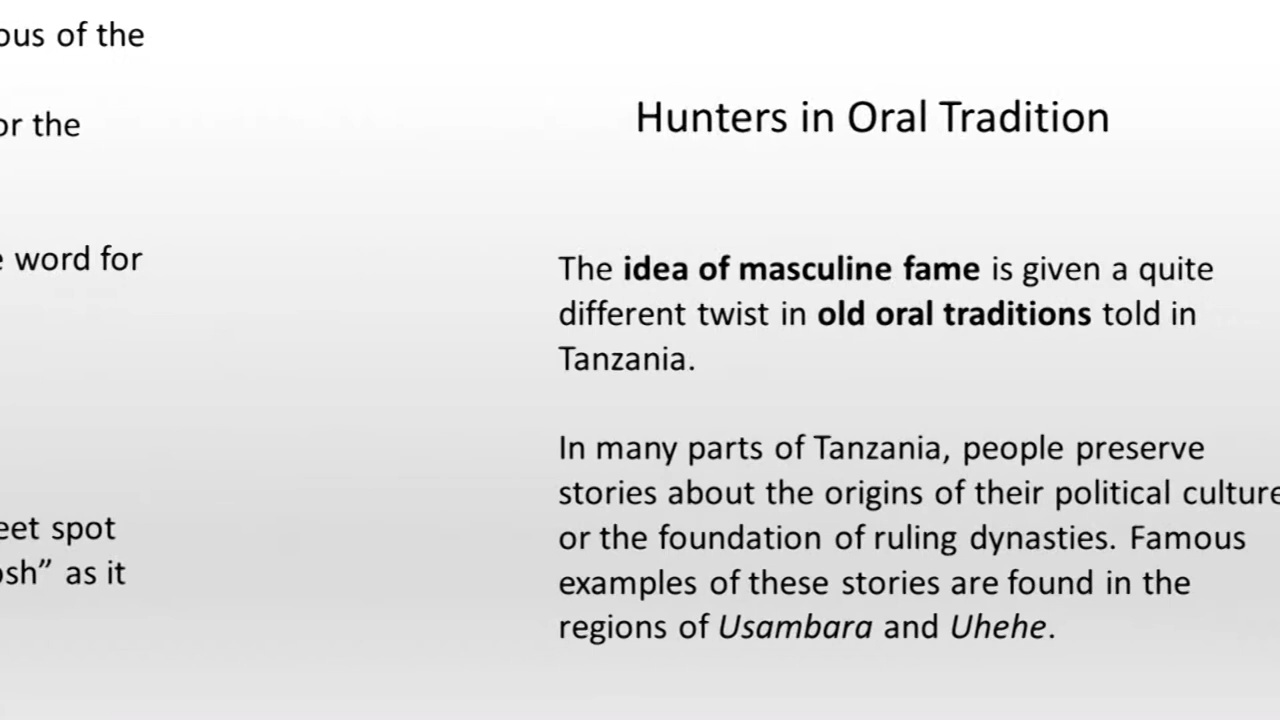 ous of the
or the
word for
eet spot
osh” as it
Hunters in Oral Tradition
The idea of masculine fame is given a quite
different twist in old oral traditions told in
Tanzania.
In many parts of Tanzania, people preserve
stories about the origins of their political culture
or the foundation of ruling dynasties. Famous
examples of these stories are found in the
regions of Usambara and Uhehe.